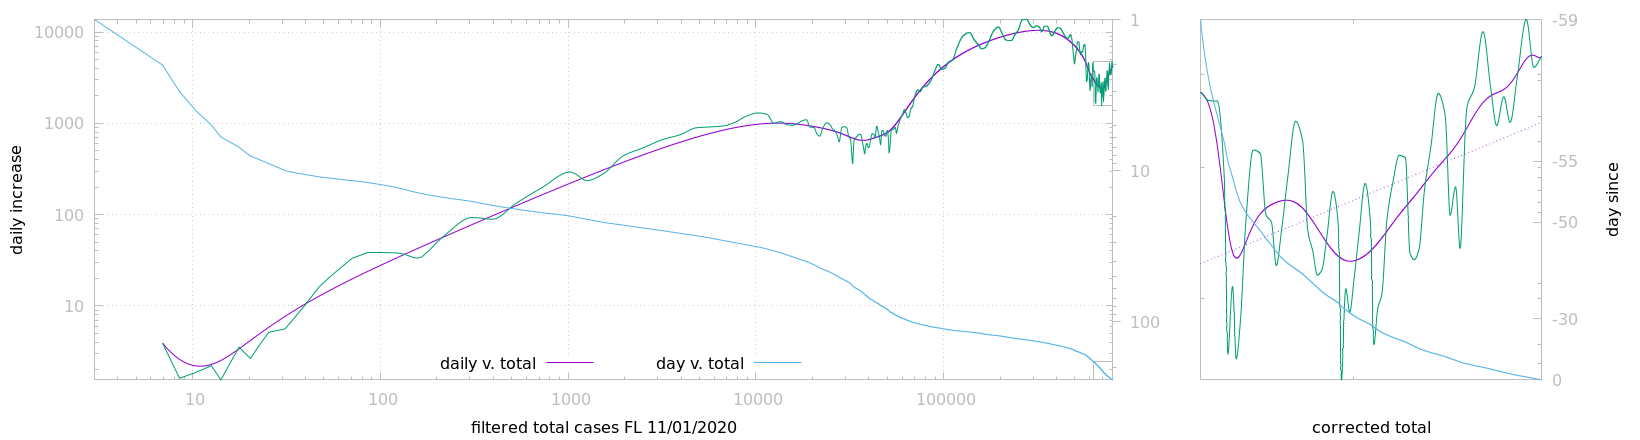 10000
1000
100
10
daily increase
10
100
1000
10000
100000
1
10
100
daily v. total
day v. total
filtered total cases FL 11/01/2020
-59
-55
-50
-30
0
day since
corrected total